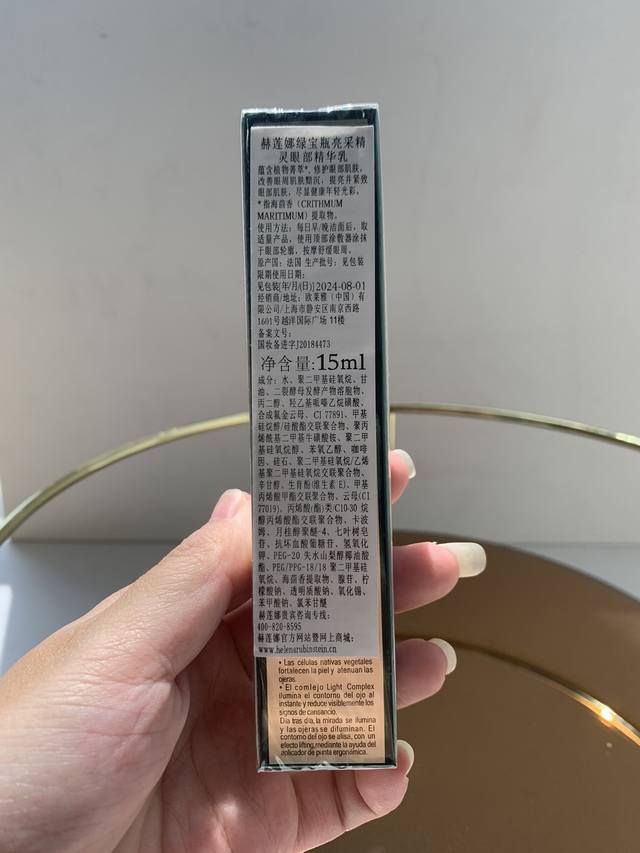 赫莲娜绿宝瓶亮采精
灵眼部精华乳
蕴含植物菁萃*, 修护眼部肌肤,
改善眼周肌肤黯沉, 提亮并紧致
眼部肌肤, 尽显健康年轻光彩。
*指海茴香（CRITHMUM
MARITIMUM）提取物。
使用方法: 每日早/晚洁面后, 取
适量产品, 使用顶部涂敷器涂抹
于眼部轮廓, 按摩舒缓眼周。
原产国: 法国 生产批号: 见包装
限期使用日期:
见包装[年/月/(日)]2024-08-01
经销商/地址: 欧莱雅（中国）有
限公司/上海市静安区南京西路
1601号越洋国际广场 11楼
备案文号:
国妆备进字J20184473
净含量:15ml
成分: 水、聚二甲基硅氧烷、甘
油、二裂酵母发酵产物溶胞物、
丙二醇、羟乙基哌嗪乙烷磺酸、
合成氟金云母、CI 77891、甲基
硅烷醇/硅酸酯交联聚合物、聚丙
烯酰基二甲基牛磺酸铵、聚二甲
基硅氧烷醇、苯氧乙醇、咖啡
因、硅石、聚二甲基硅氧烷/乙烯
基聚二甲基硅氧烷交联聚合物、
辛甘醇、生育酚(维生素 E)、甲基
丙烯酸甲酯交联聚合物、云母(CI
77019)、丙烯酸(酯)类/C10-30 烷
醇丙烯酸酯交联聚合物、卡波
姆、月桂醇聚醚-4、七叶树皂
苷、抗坏血酸葡糖苷、氢氧化
钾、PEG-20 失水山梨醇椰油酸
酯、PEG/PPG-18/18 聚二甲基硅
氧烷、海茴香提取物、腺苷、柠
檬酸钠、透明质酸钠、氧化锡、
苯甲酸钠、氯苯甘醚
赫莲娜贵宾咨询专线:
400-820-8595
赫莲娜官方网站暨网上商城:
www.helenarubinstein.cn
• Las células nativas vegetales
fortalecen la piel y atenuan las
ojeras.
• El comlejo Light Complex
ilumina el contorno del ojo al
instante y reduce visiblemente los
signos de cansancio.
Dia tras día, la mirada se ilumina
y las ojeras se difuminan. El
contorno del ojo se alisa, con un
efecto lifting, mediante la ayuda del
aplicador de punta ergonómica.